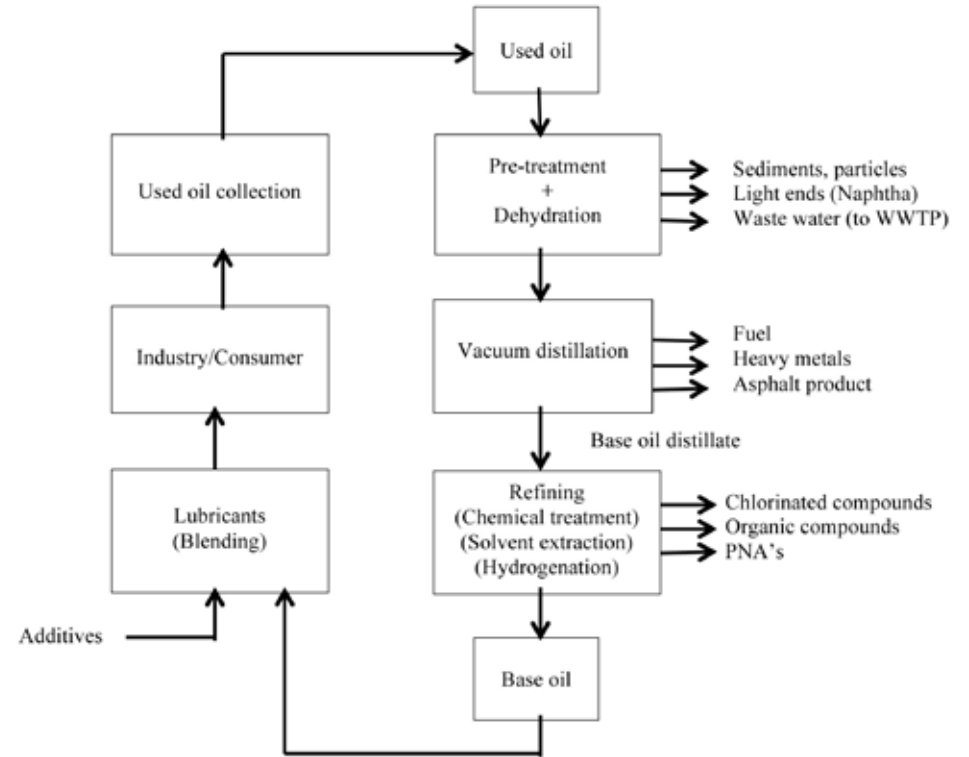 Used oil
Used oil collection
Pre-treatment
+
Dehydration
Sediments, particles
Light ends (Naphtha)
Waste water (to WWTP)
Industry/Consumer
Vacuum distillation
Fuel
Heavy metals
Asphalt product
Base oil distillate
Lubricants
(Blending)
Refining
(Chemical treatment)
(Solvent extraction)
(Hydrogenation)
Chlorinated compounds
Organic compounds
PNA's
Additives
Base oil